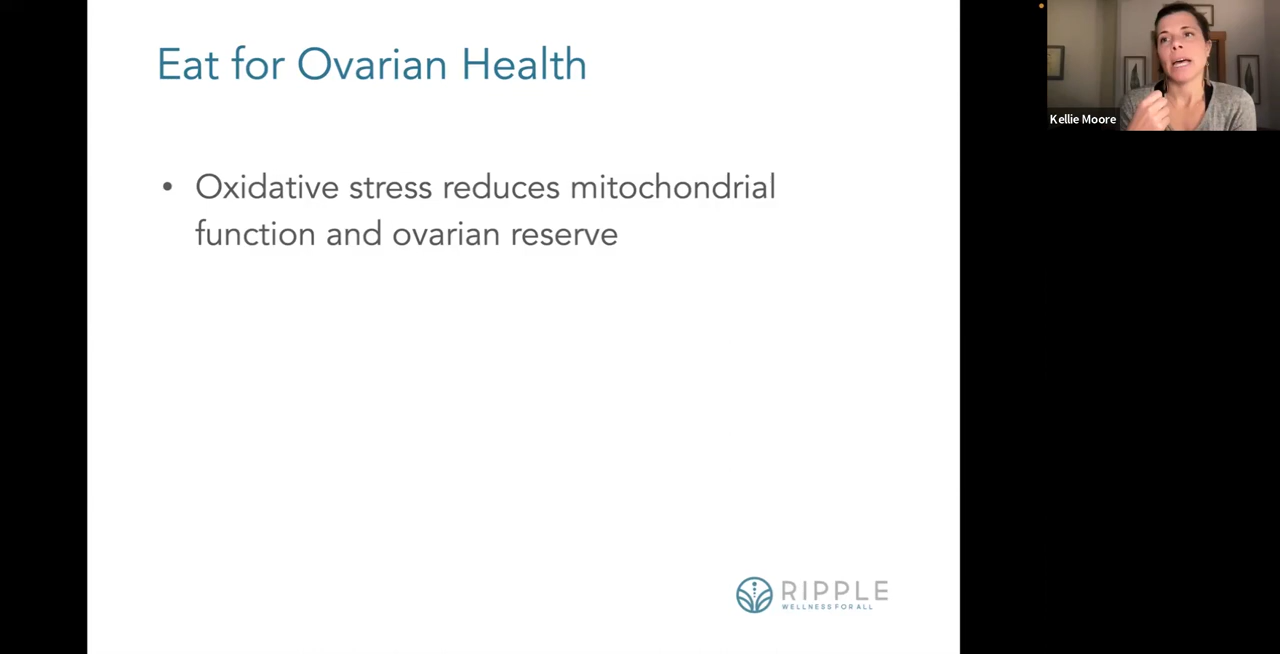 Eat for Ovarian Health
• Oxidative stress reduces mitochondrial
function and ovarian reserve
Kellie Moore
RIPPLE
WELLNESS FOR ALL